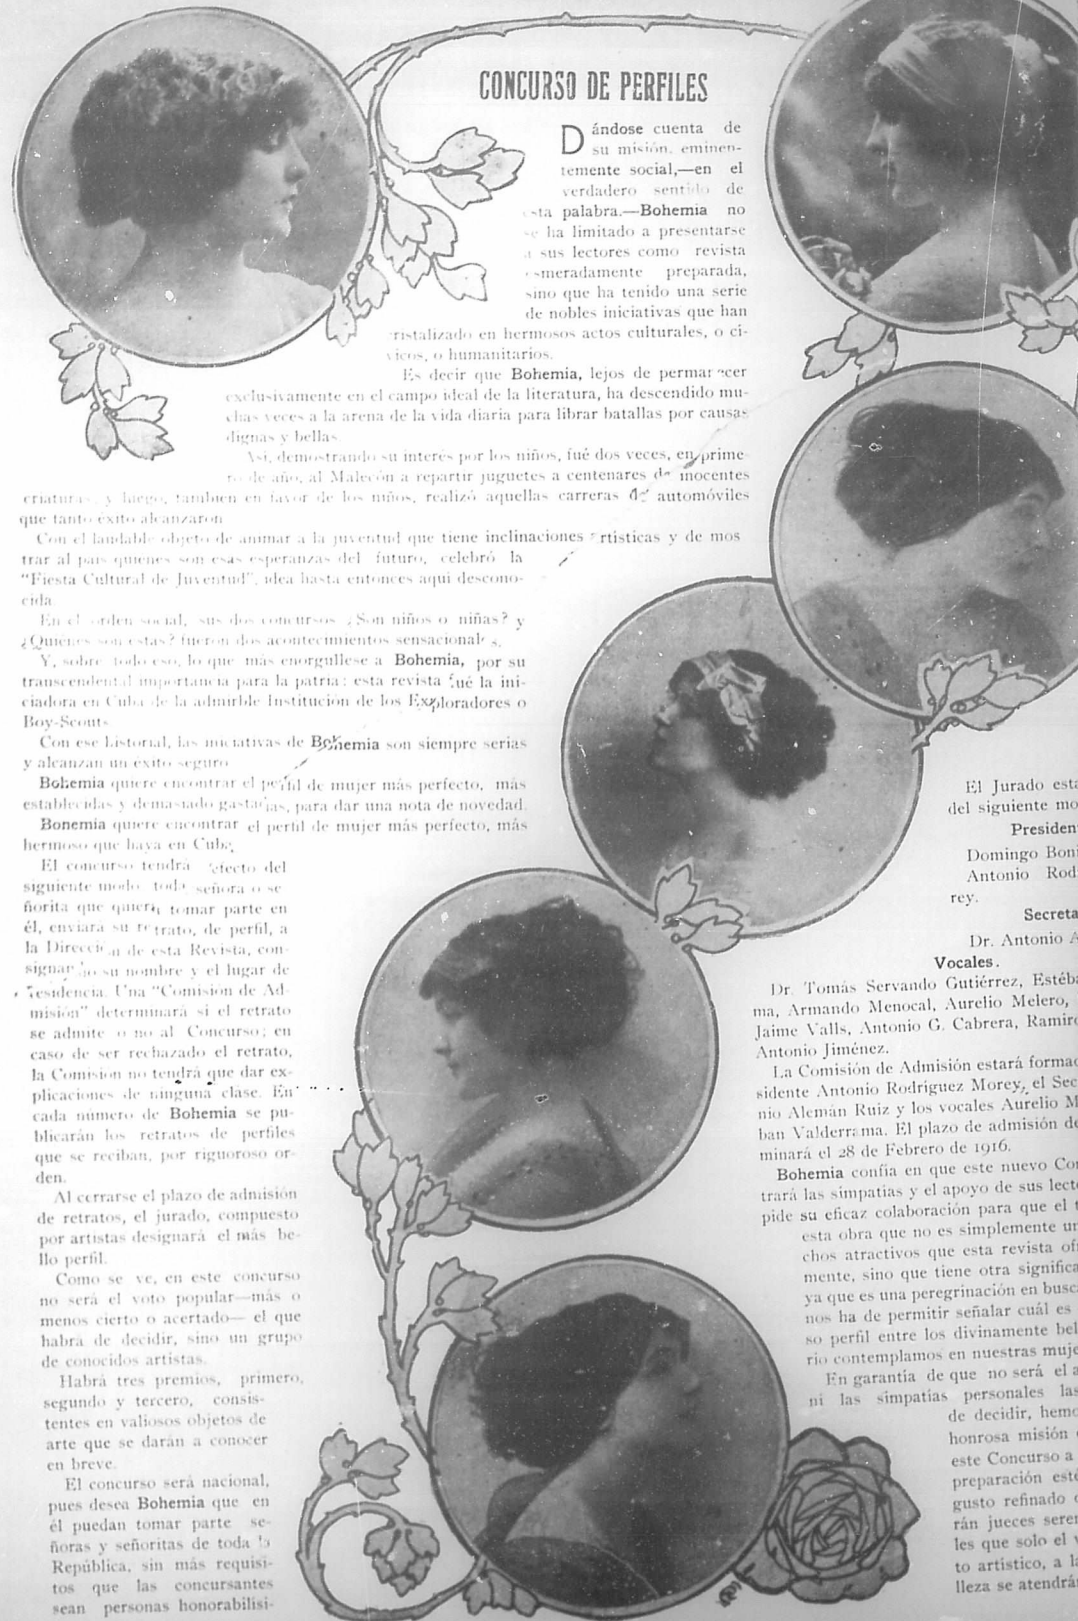 CONCURSO DE PERFILES
Dándose cuenta de
su misión, eminen-
temente social,—en el
verdadero sentido de
esta palabra.—Bohemia no
se ha limitado a presentarse
a sus lectores como revista
esmeradamente preparada,
sino que ha tenido una serie
de nobles iniciativas que han
cristalizado en hermosos actos culturales, o cí-
vicos, o humanitarios.
Es decir que Bohemia, lejos de permanecer
exclusivamente en el campo ideal de la literatura, ha descendido mu-
chas veces a la arena de la vida diaria para librar batallas por causas
dignas y bellas.
Así, demostrando su interés por los niños, fué dos veces, en prime-
ro de año, al Malecón a repartir juguetes a centenares de inocentes
criaturas, y luego, tambien en favor de los niños, realizó aquellas carreras de automóviles
que tanto éxito alcanzaron
Con el laudable objeto de animar a la juventud que tiene inclinaciones artisticas y de mos
trar al pais quienes son esas esperanzas del futuro, celebró la
"Fiesta Cultural de Juventud", idea hasta entonces aqui descono-
cida.
En el orden social, sus dos concursos ¿Son niños o niñas? y
¿Quienes son estas? fueron dos acontecimientos sensacionales,
Y, sobre todo eso, lo que más enorgullese a Bohemia, por su
transcendental importancia para la patria: esta revista fué la ini-
ciadora en Cuba de la admirble Institución de los Exploradores o
Boy-Scouts
Con ese Listorial, las iniciativas de Bohemia son siempre serias
y alcanzan un éxito seguro
Bohemia quiere encontrar el perfil de mujer más perfecto, más
establecidas y demasiado gastadas, para dar una nota de novedad.
Bonemia quiere encontrar el perfil de mujer más perfecto, más
hermoso que haya en Cuba,
El concurso tendrá efecto del
siguiente modo: toda señora o se
ñorita que quiera tomar parte en
él, enviara su retrato, de perfil, a
la Dirección de esta Revista, con-
signando su nombre y el lugar de
residencia. Una "Comisión de Ad-
misión" determinará si el retrato
se admite o no al Concurso; en
caso de ser rechazado el retrato,
la Comisión no tendrá que dar ex-
plicaciones de ninguna clase. En
cada número de Bohemia se pu-
blicarán los retratos de perfiles
que se reciban, por riguoroso or-
den.
Al cerrarse el plazo de admisión
de retratos, el jurado, compuesto
por artistas designará el más be-
llo perfil.
Como se ve, en este concurso
no será el voto popular—más o
menos cierto o acertado— el que
habra de decidir, sino un grupo
de conocidos artistas.
Habrá tres premios, primero,
segundo y tercero, consis-
tentes en valiosos objetos de
arte que se darán a conocer
en breve.
El concurso será nacional,
pues desea Bohemia que en
él puedan tomar parte se-
ñoras y señoritas de toda la
República, sin más requisi-
tos que las concursantes
sean personas honorabilisi-
El Jurado esta
del siguiente mo
Presiden
Domingo Boni
Antonio Rod
rey.
Secreta
Dr. Antonio A
Vocales.
Dr. Tomás Servando Gutiérrez, Estéba
ma, Armando Menocal, Aurelio Melero,
Jaime Valls, Antonio G. Cabrera, Ramiro
Antonio Jiménez.
La Comisión de Admisión estará formad
sidente Antonio Rodriguez Morey, el Sec
nio Alemán Ruiz y los vocales Aurelio M
ban Valderrama. El plazo de admisión de
minará el 28 de Febrero de 1916.
Bohemia confia en que este nuevo Con
trará las simpatias y el apoyo de sus lecto
pide su eficaz colaboración para que el t
esta obra que no es simplemente un
chos atractivos que esta revista ofr
mente, sino que tiene otra significa
ya que es una peregrinación en busca
nos ha de permitir señalar cuál es
so perfil entre los divinamente bel
rio contemplamos en nuestras muje
En garantia de que no será el a
ni las simpatias personales las
de decidir, hemo
honrosa misión
este Concurso a
preparación esté
gusto refinado
rán jueces seren
les que solo el v
to artístico, a la
lleza se atendrán